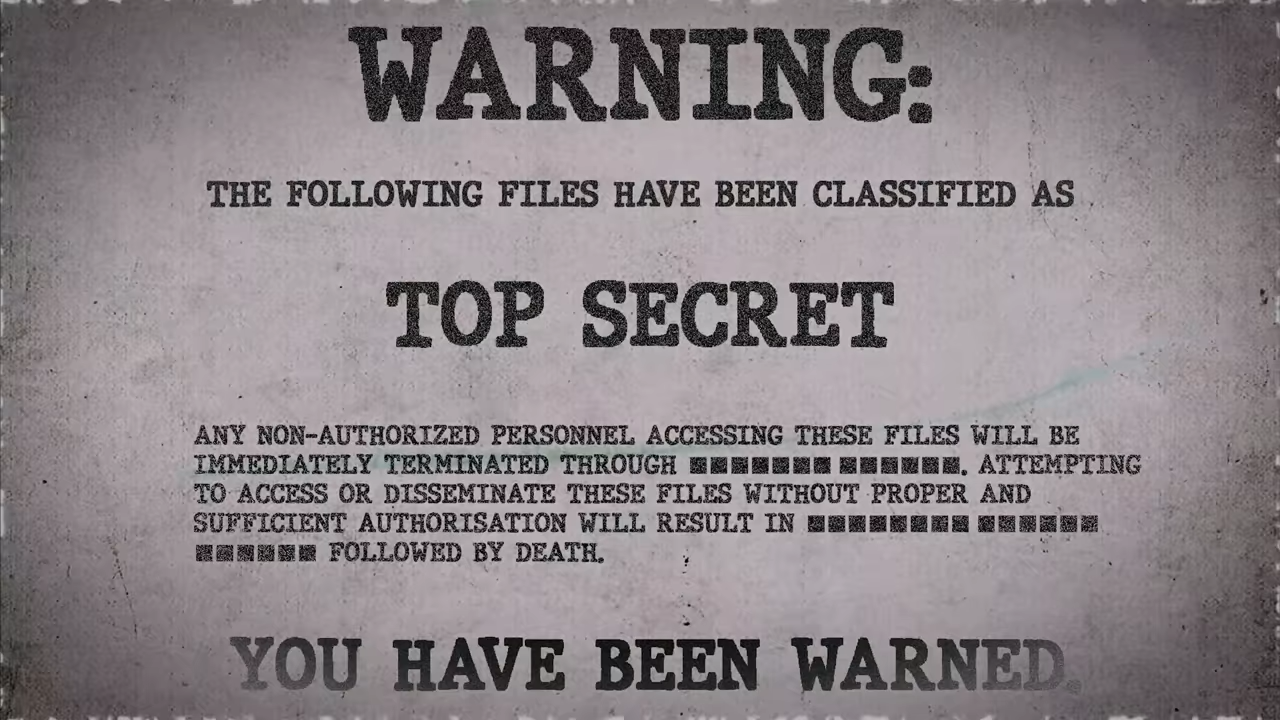 WARNING:
THE FOLLOWING FILES HAVE BEEN CLASSIFIED AS
TOP SECRET
ANY NON-AUTHORIZED PERSONNEL ACCESSING THESE FILES WILL BE
IMMEDIATELY TERMINATED THROUGH ■■■■■■■ ■■■■■■. ATTEMPTING
TO ACCESS OR DISSEMINATE THESE FILES WITHOUT PROPER AND
SUFFICIENT AUTHORISATION WILL RESULT IN ■■■■■■■■ ■■■■■■
■■■■■■ FOLLOWED BY DEATH.
YOU HAVE BEEN WARNED.